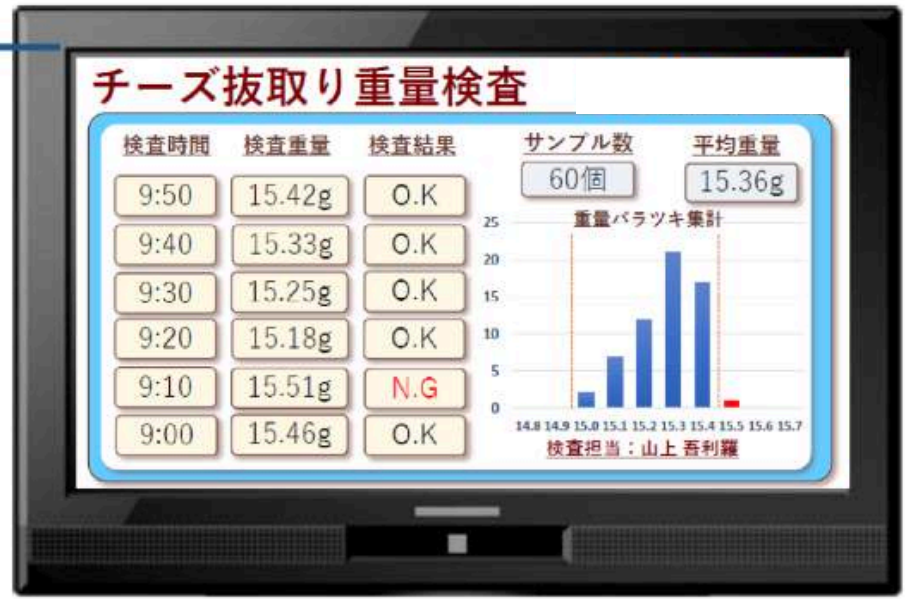 チーズ抜取り重量検査
検査時間 検査重量 検査結果
9:50 15.42g O.K
9:40 15.33g O.K
9:30 15.25g O.K
9:20 15.18g O.K
9:10 15.51g N.G
9:00 15.46g O.K
サンプル数 平均重量
60個 15.36g
重量バラツキ集計
25
20
15
10
5
0
14.8 14.9 15.0 15.1 15.2 15.3 15.4 15.5 15.6 15.7
検査担当：山上 吾利羅